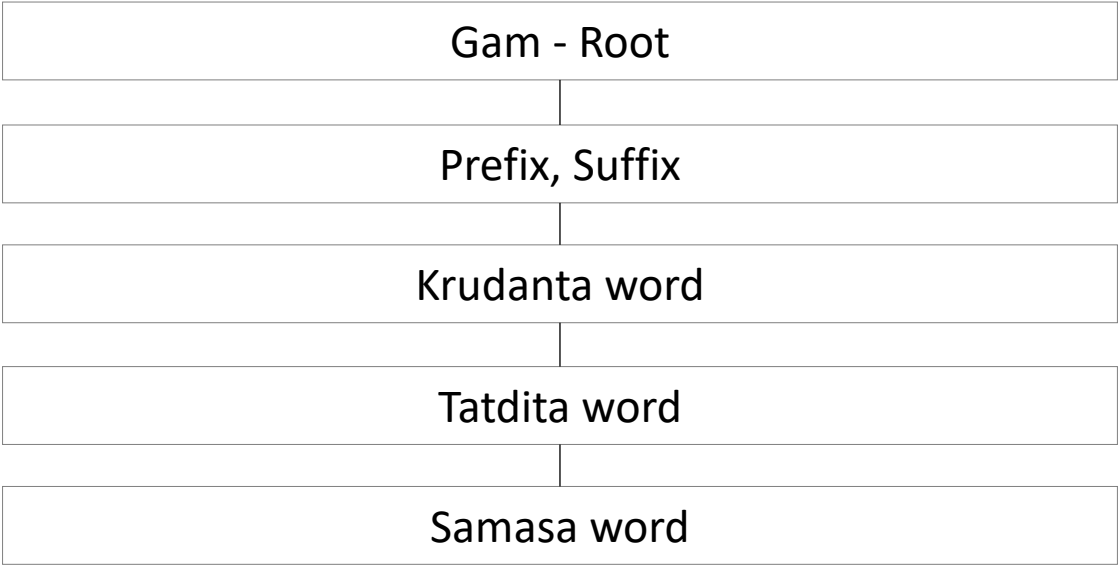 Gam - Root
Prefix, Suffix
Krudanta word
Tatdita word
Samasa word